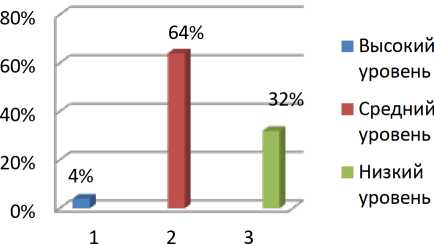 80%
60%
40%
20%
0%
4%
64%
32%
1 2 3
Высокий
уровень
Средний
уровень
Низкий
уровень